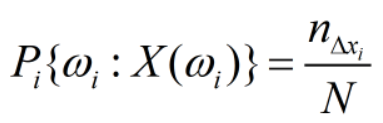 P_i{ω_i : X(ω_i)} = n_{Δx_i} / N